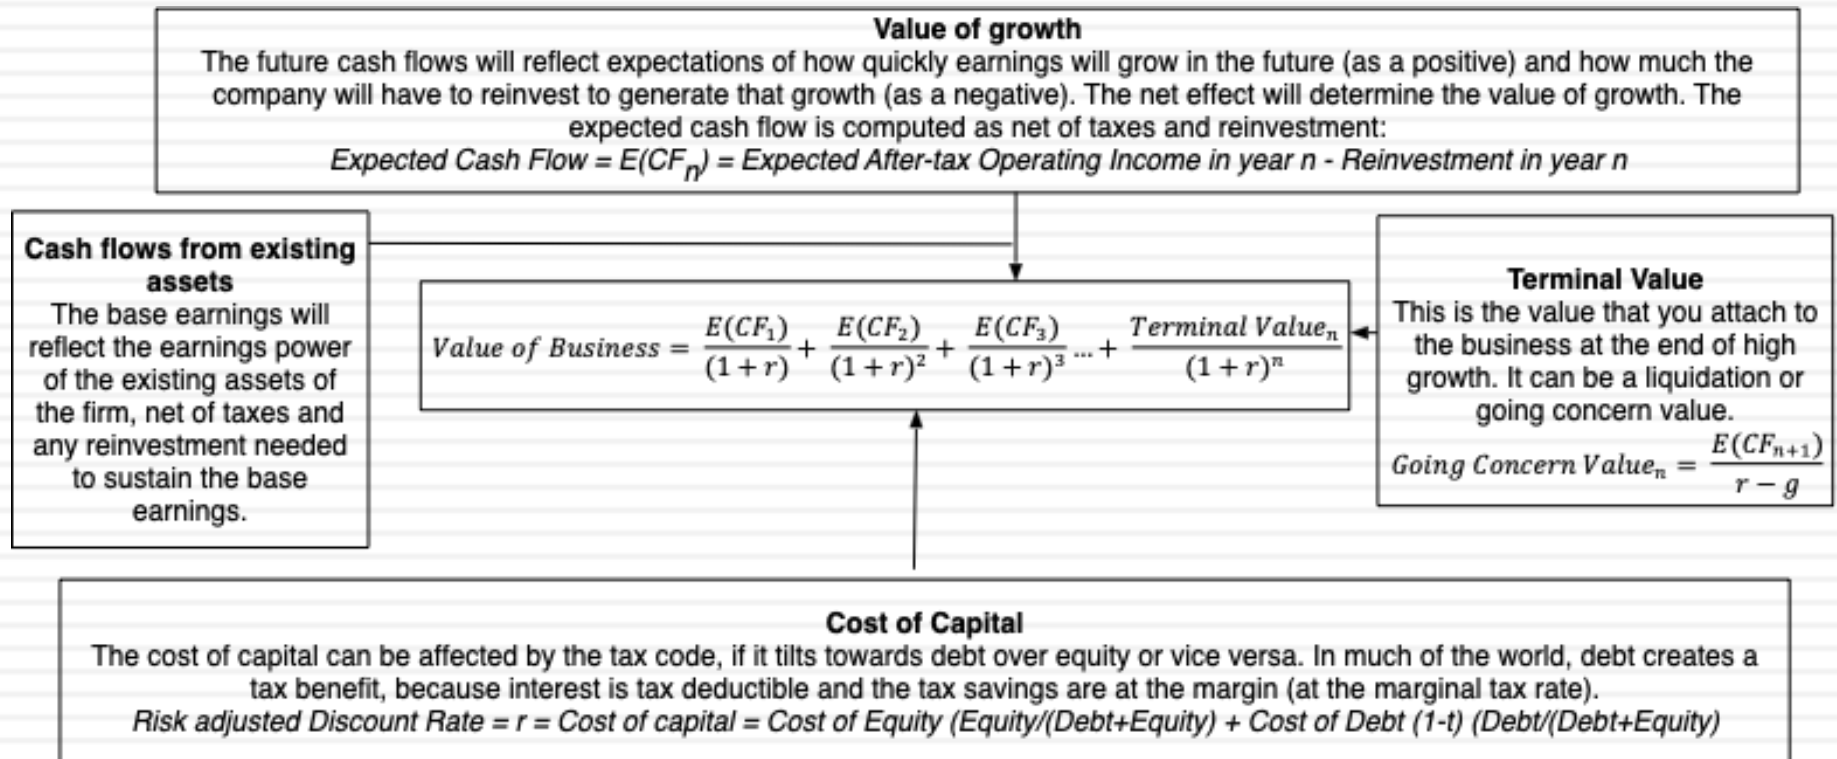 Value of growth
The future cash flows will reflect expectations of how quickly earnings will grow in the future (as a positive) and how much the
company will have to reinvest to generate that growth (as a negative). The net effect will determine the value of growth. The
expected cash flow is computed as net of taxes and reinvestment:
Expected Cash Flow = E(CFn) = Expected After-tax Operating Income in year n - Reinvestment in year n
Cash flows from existing
assets
The base earnings will
reflect the earnings power
of the existing assets of
the firm, net of taxes and
any reinvestment needed
to sustain the base
earnings.
Value of Business = E(CF₁)/(1 + r) + E(CF₂)/(1 + r)² + E(CF₃)/(1 + r)³ ... + Terminal Valueₙ/(1 + r)ⁿ
Terminal Value
This is the value that you attach to
the business at the end of high
growth. It can be a liquidation or
going concern value.
Going Concern Valueₙ = E(CFₙ₊₁)/r − g
Cost of Capital
The cost of capital can be affected by the tax code, if it tilts towards debt over equity or vice versa. In much of the world, debt creates a
tax benefit, because interest is tax deductible and the tax savings are at the margin (at the marginal tax rate).
Risk adjusted Discount Rate = r = Cost of capital = Cost of Equity (Equity/(Debt+Equity) + Cost of Debt (1-t) (Debt/(Debt+Equity)